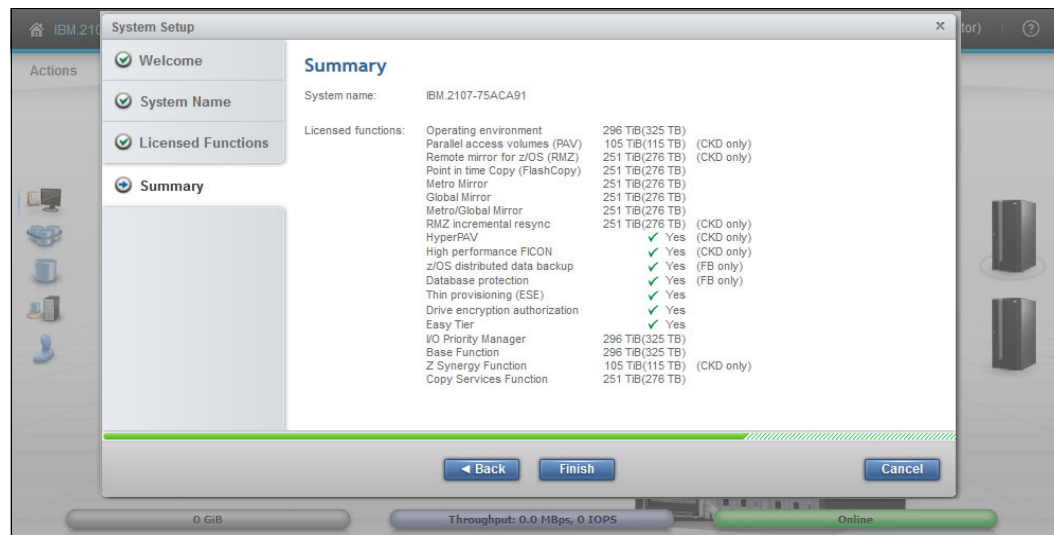 IBM.210
System Setup
x
tor)
?
Actions
Welcome
System Name
Licensed Functions
Summary
Summary
System name: IBM.2107-75ACA91
Licensed functions: Operating environment 296 TiB(325 TB)
Parallel access volumes (PAV) 105 TiB(115 TB) (CKD only)
Remote mirror for z/OS (RMZ) 251 TiB(276 TB) (CKD only)
Point in time Copy (FlashCopy) 251 TiB(276 TB)
Metro Mirror 251 TiB(276 TB)
Global Mirror 251 TiB(276 TB)
Metro/Global Mirror 251 TiB(276 TB)
RMZ incremental resync 251 TiB(276 TB) (CKD only)
HyperPAV ✓ Yes (CKD only)
High performance FICON ✓ Yes (CKD only)
z/OS distributed data backup ✓ Yes (FB only)
Database protection ✓ Yes (FB only)
Thin provisioning (ESE) ✓ Yes
Drive encryption authorization ✓ Yes
Easy Tier ✓ Yes
I/O Priority Manager 296 TiB(325 TB)
Base Function 296 TiB(325 TB)
Z Synergy Function 105 TiB(115 TB) (CKD only)
Copy Services Function 251 TiB(276 TB)
◄ Back
Finish
Cancel
0 GiB
Throughput: 0.0 MBps, 0 IOPS
Online